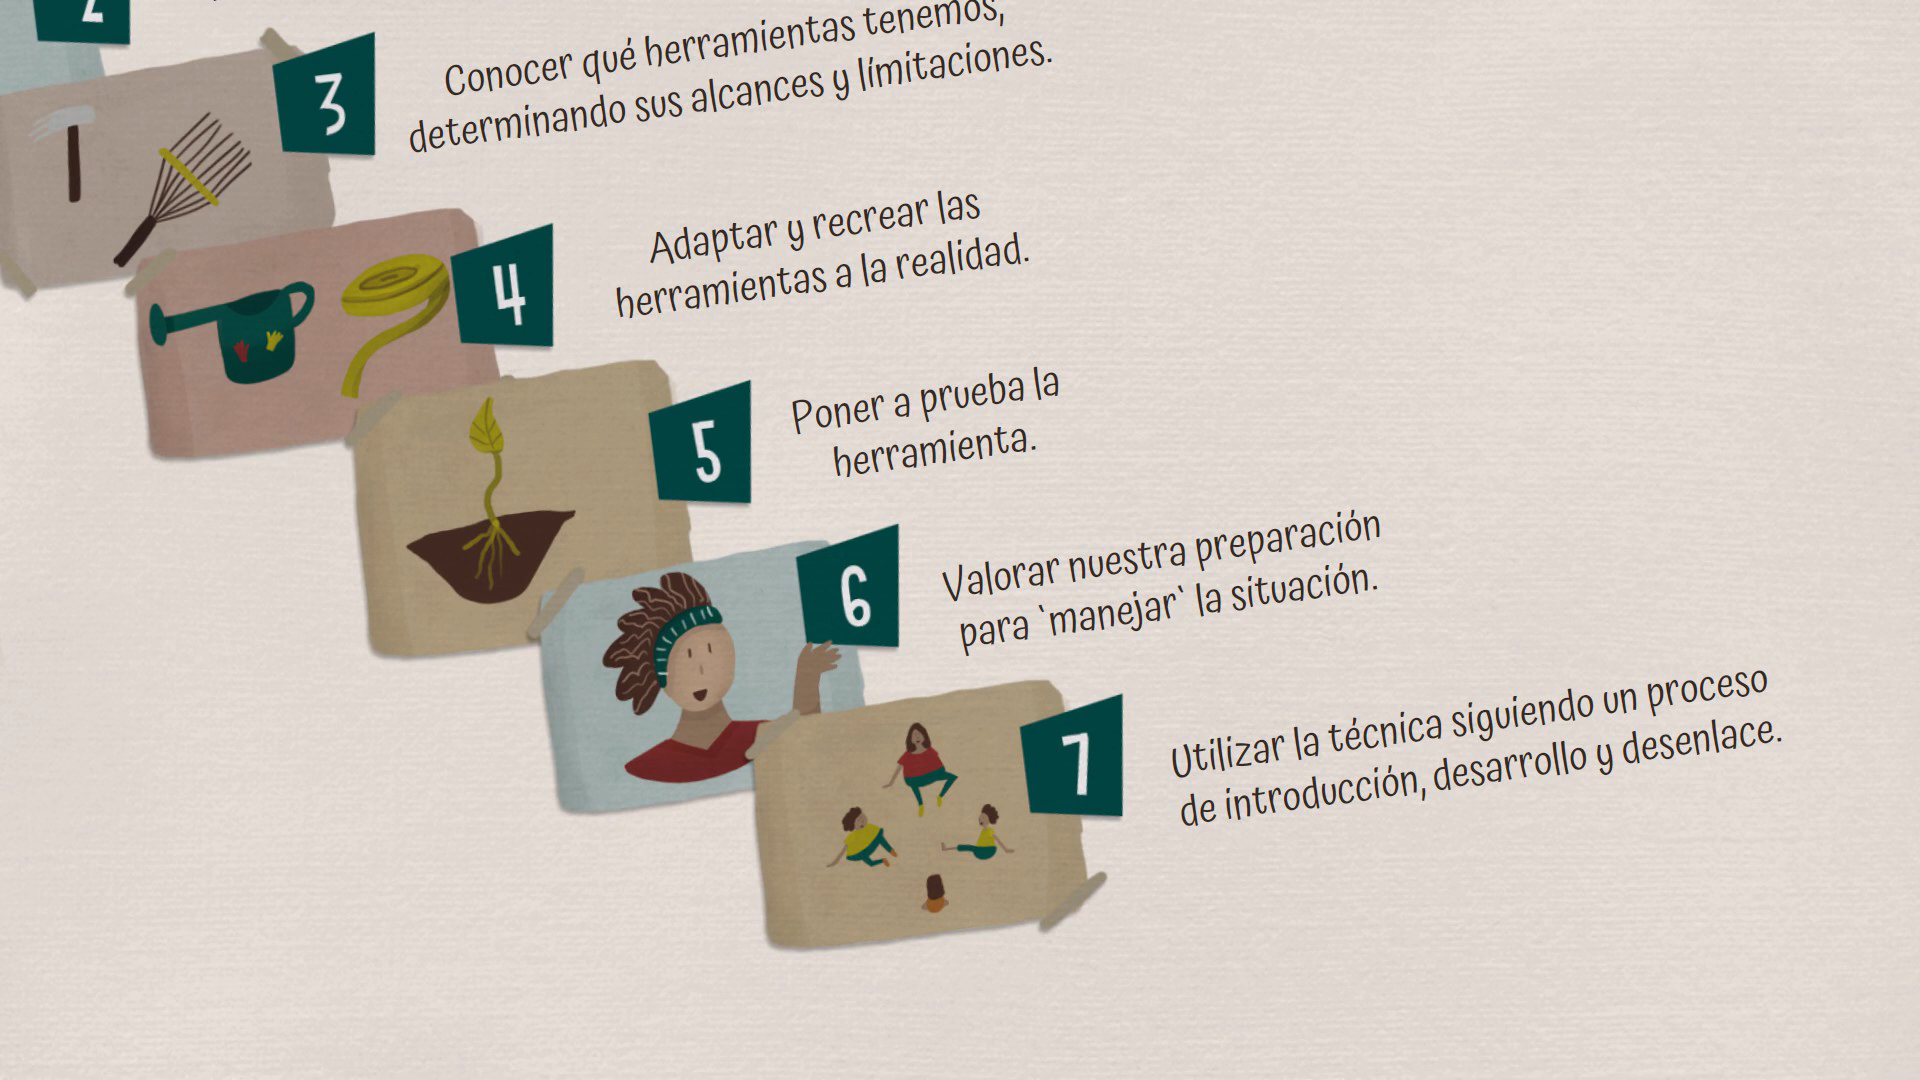 2
3
Conocer qué herramientas tenemos,
determinando sus alcances y límitaciones.
4
Adaptar y recrear las
herramientas a la realidad.
5
Poner a prueba la
herramienta.
6
Valorar nuestra preparación
para `manejar` la situación.
7
Utilizar la técnica siguiendo un proceso
de introducción, desarrollo y desenlace.